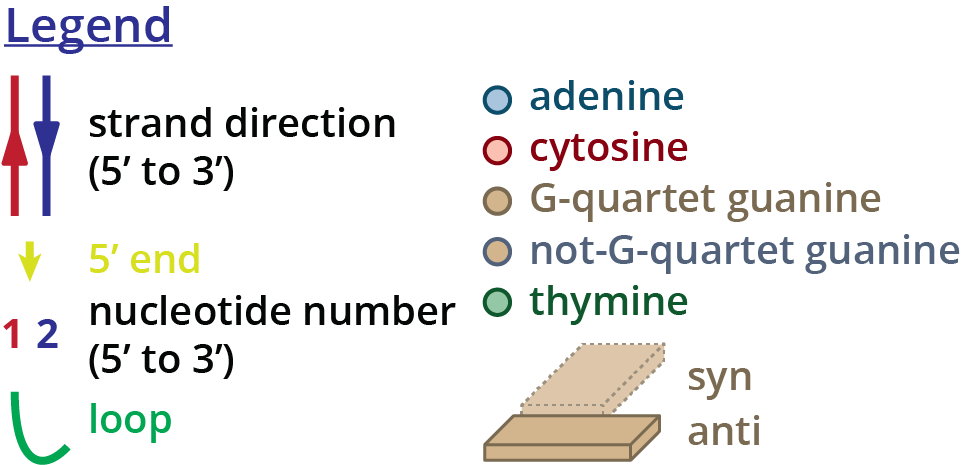 Legend
strand direction
(5’ to 3’)
5’ end
1 2
nucleotide number
(5’ to 3’)
loop
adenine
cytosine
G-quartet guanine
not-G-quartet guanine
thymine
syn
anti